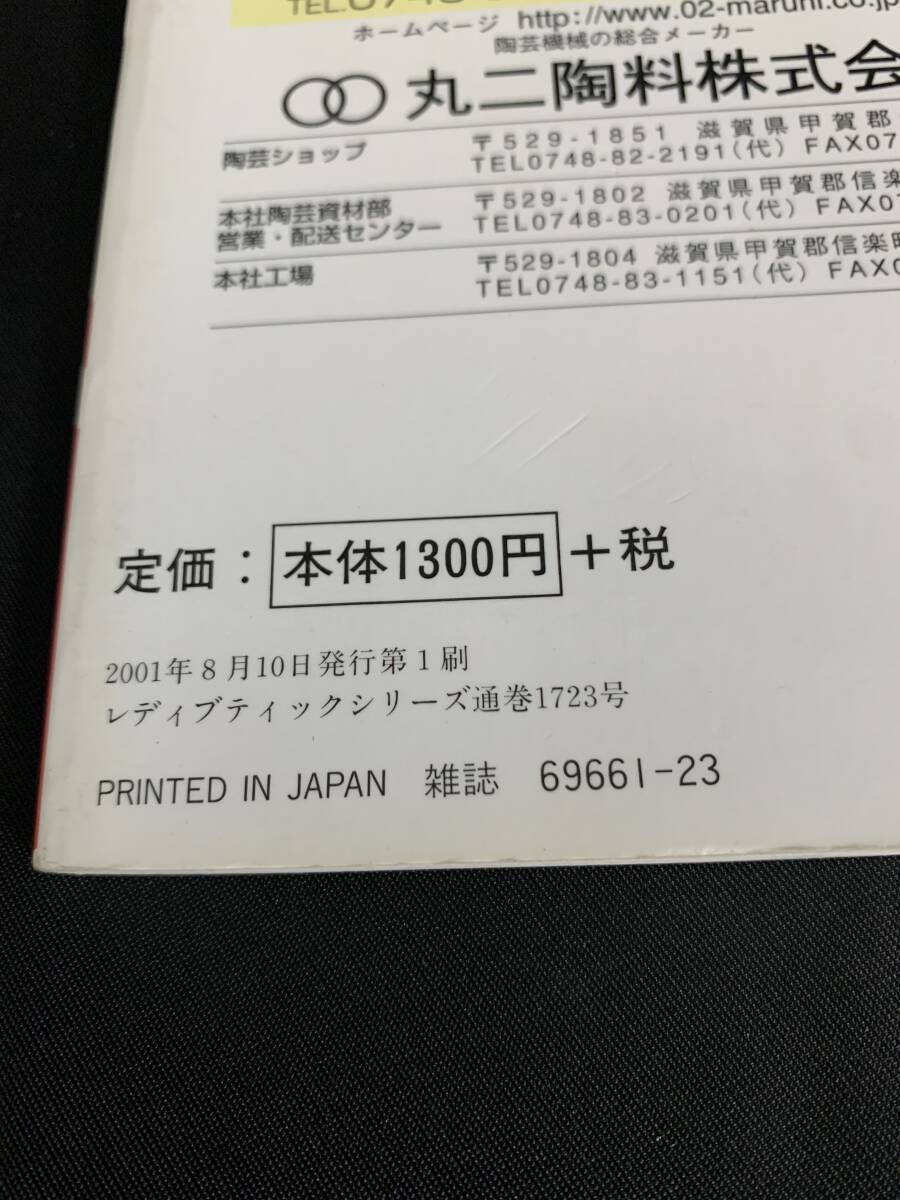 TEL.0748
ホームページ http://www.02-maruni.co.jp
陶芸機械の総合メーカー
丸二陶料株式会
陶芸ショップ 〒529-1851 滋賀県甲賀郡
TEL0748-82-2191(代) FAX07
本社陶芸資材部 〒529-1802 滋賀県甲賀郡信楽
営業・配送センター TEL0748-83-0201(代) FAX07
本社工場 〒529-1804 滋賀県甲賀郡信楽町
TEL0748-83-1151(代) FAX0
定価：本体1300円+税
2001年8月10日発行第1刷
レディブティックシリーズ通巻1723号
PRINTED IN JAPAN 雑誌 69661-23